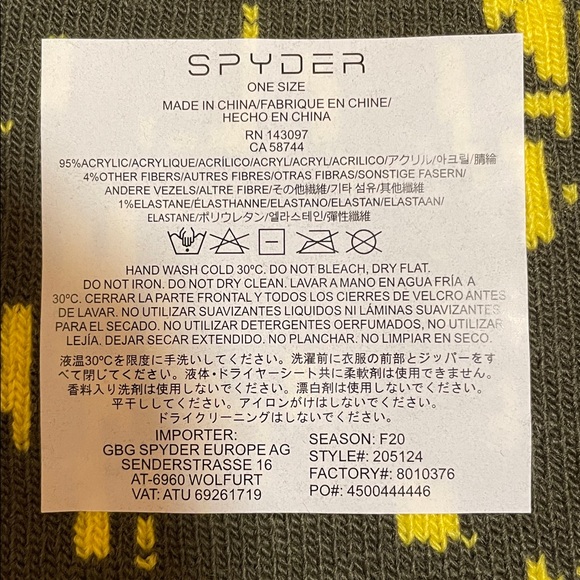 SPYDER
ONE SIZE
MADE IN CHINA/FABRIQUE EN CHINE/
HECHO EN CHINA
RN 143097
CA 58744
95%ACRYLIC/ACRYLIQUE/ACRÍLICO/ACRYL/ACRYL/ACRILICO/アクリル/아크릴/腈綸
4%OTHER FIBERS/AUTRES FIBRES/OTRAS FIBRAS/SONSTIGE FASERN/
ANDERE VEZELS/ALTRE FIBRE/その他繊維/기타 섬유/其他纖維
1%ELASTANE/ÉLASTHANNE/ELASTANO/ELASTAN/ELASTAAN/
ELASTANE/ポリウレタン/엘라스테인/彈性纖維
HAND WASH COLD 30ºC. DO NOT BLEACH, DRY FLAT.
DO NOT IRON. DO NOT DRY CLEAN. LAVAR A MANO EN AGUA FRÍA A
30ºC. CERRAR LA PARTE FRONTAL Y TODOS LOS CIERRES DE VELCRO ANTES
DE LAVAR. NO UTILIZAR SUAVIZANTES LIQUIDOS NI LÁMINAS SUAVIZANTES
PARA EL SECADO. NO UTILIZAR DETERGENTES OERFUMADOS, NO UTILIZAR
LEJÍA. DEJAR SECAR EXTENDIDO. NO PLANCHAR. NO LIMPIAR EN SECO.
液温30ºCを限度に手洗いしてください。洗濯前に衣服の前部とジッパーをす
べて閉じてください。液体・ドライヤーシート共に柔軟剤は使用しないでください。
香料入り洗剤は使用しないでください。漂白剤は使用しないでください。
平干ししてください。アイロンがけはしないでください。
ドライクリーニングはしないでください。
IMPORTER:
GBG SPYDER EUROPE AG
SENDERSTRASSE 16
AT-6960 WOLFURT
VAT: ATU 69261719
SEASON: F20
STYLE#: 205124
FACTORY#: 8010376
PO#: 4500444446